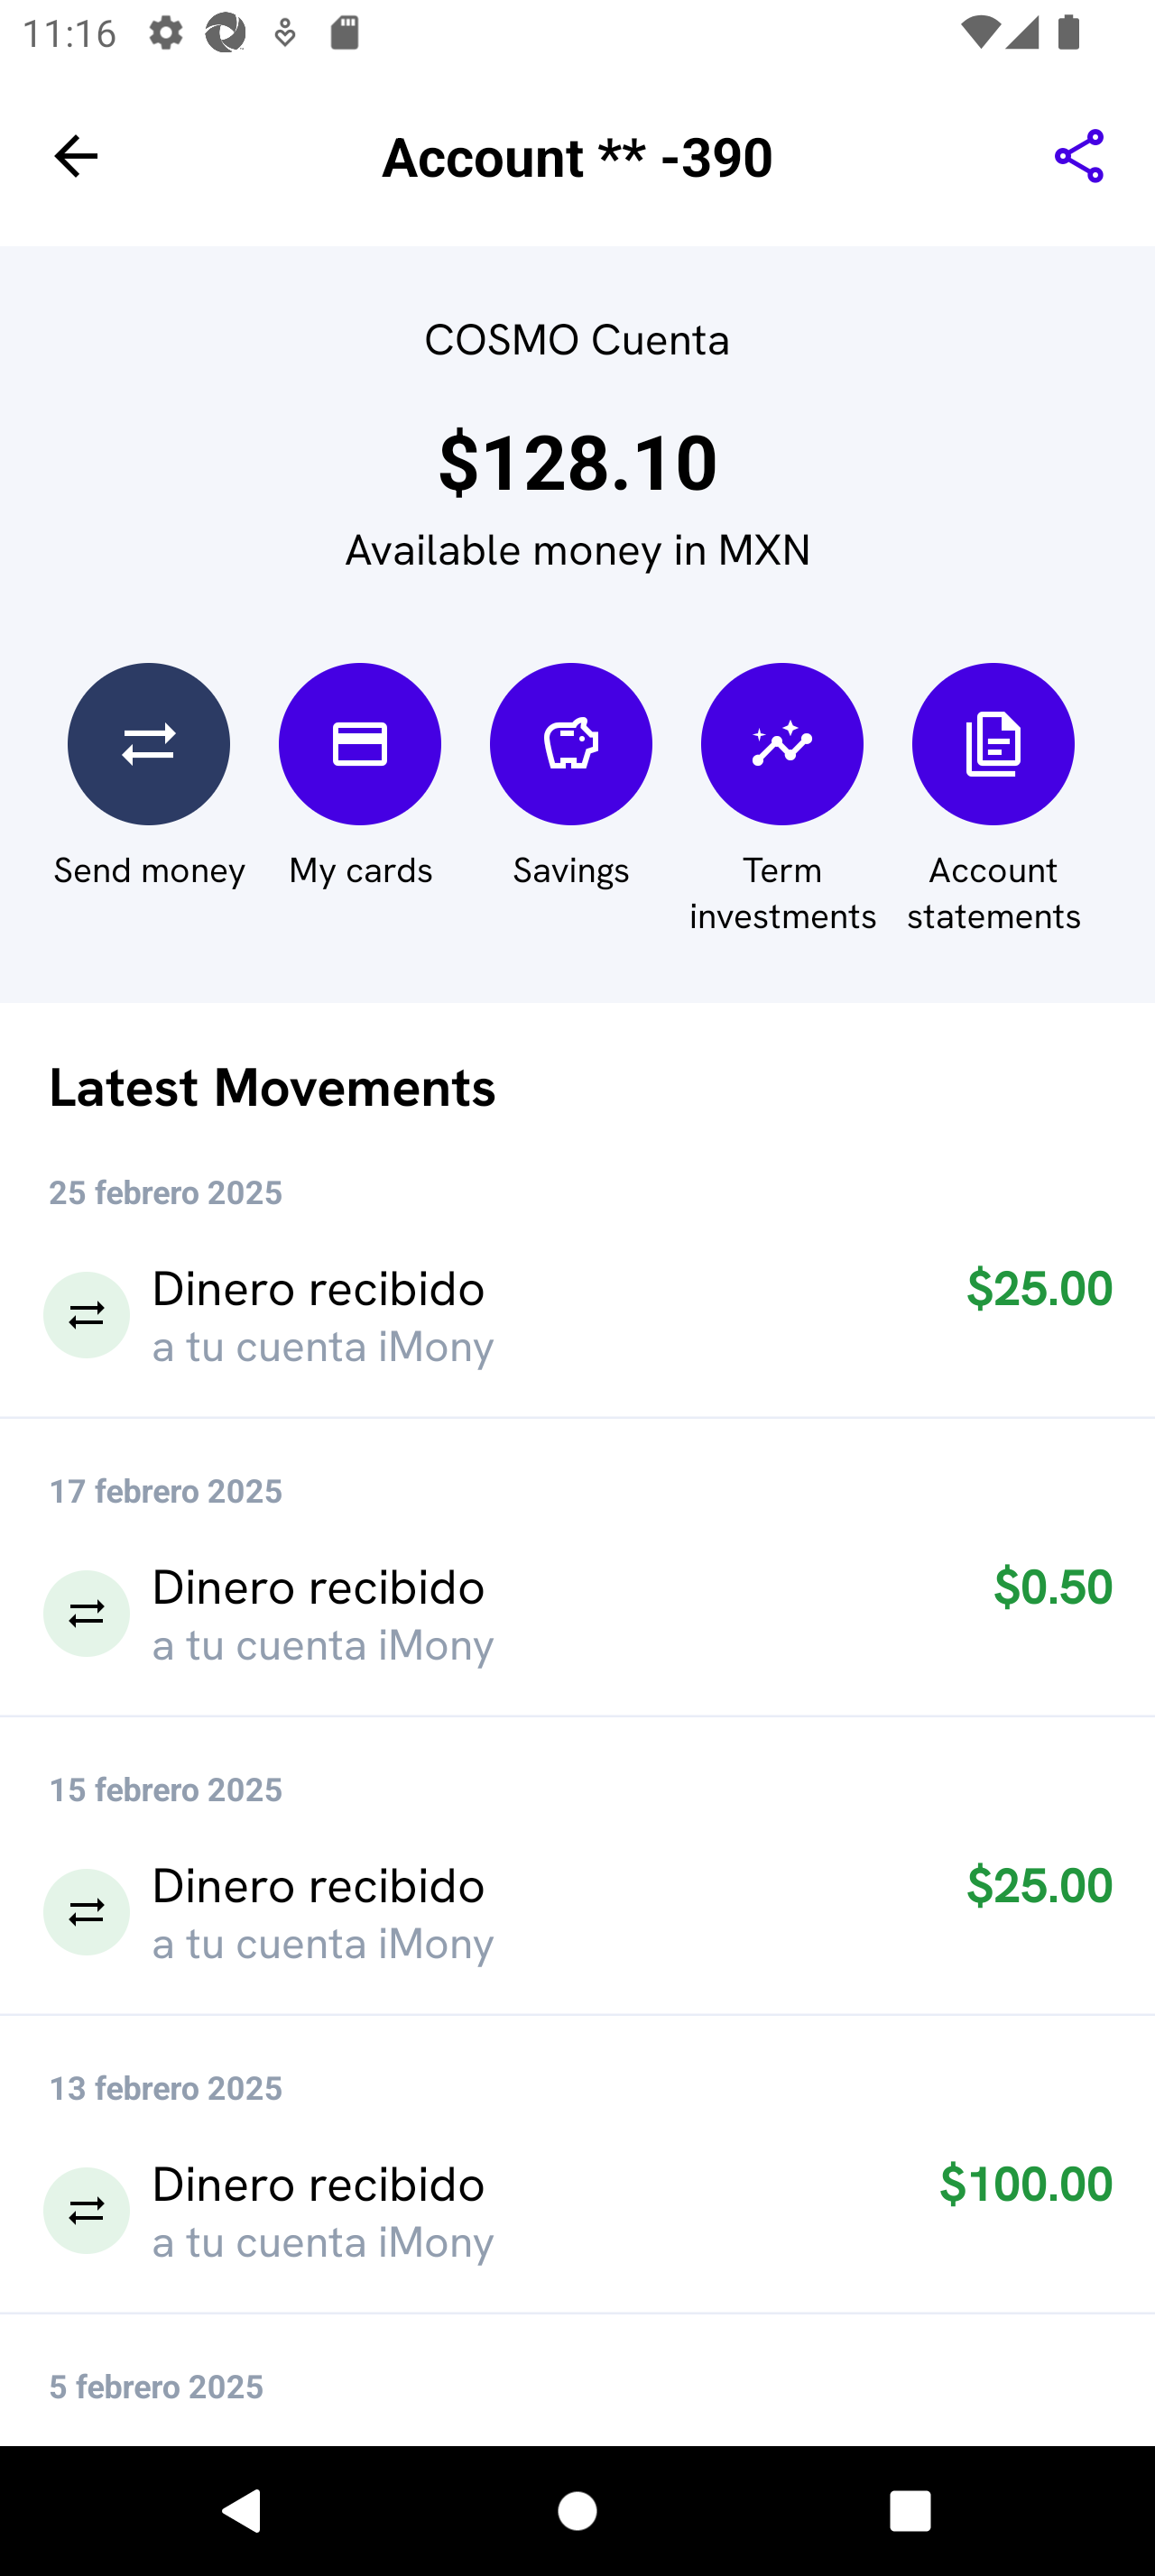 11:16
Account ** -390
COSMO Cuenta
$128.10
Available money in MXN
Send money
My cards
Savings
Term
investments
Account
statements
Latest Movements
25 febrero 2025
Dinero recibido
$25.00
a tu cuenta iMony
17 febrero 2025
Dinero recibido
$0.50
a tu cuenta iMony
15 febrero 2025
Dinero recibido
$25.00
a tu cuenta iMony
13 febrero 2025
Dinero recibido
$100.00
a tu cuenta iMony
5 febrero 2025